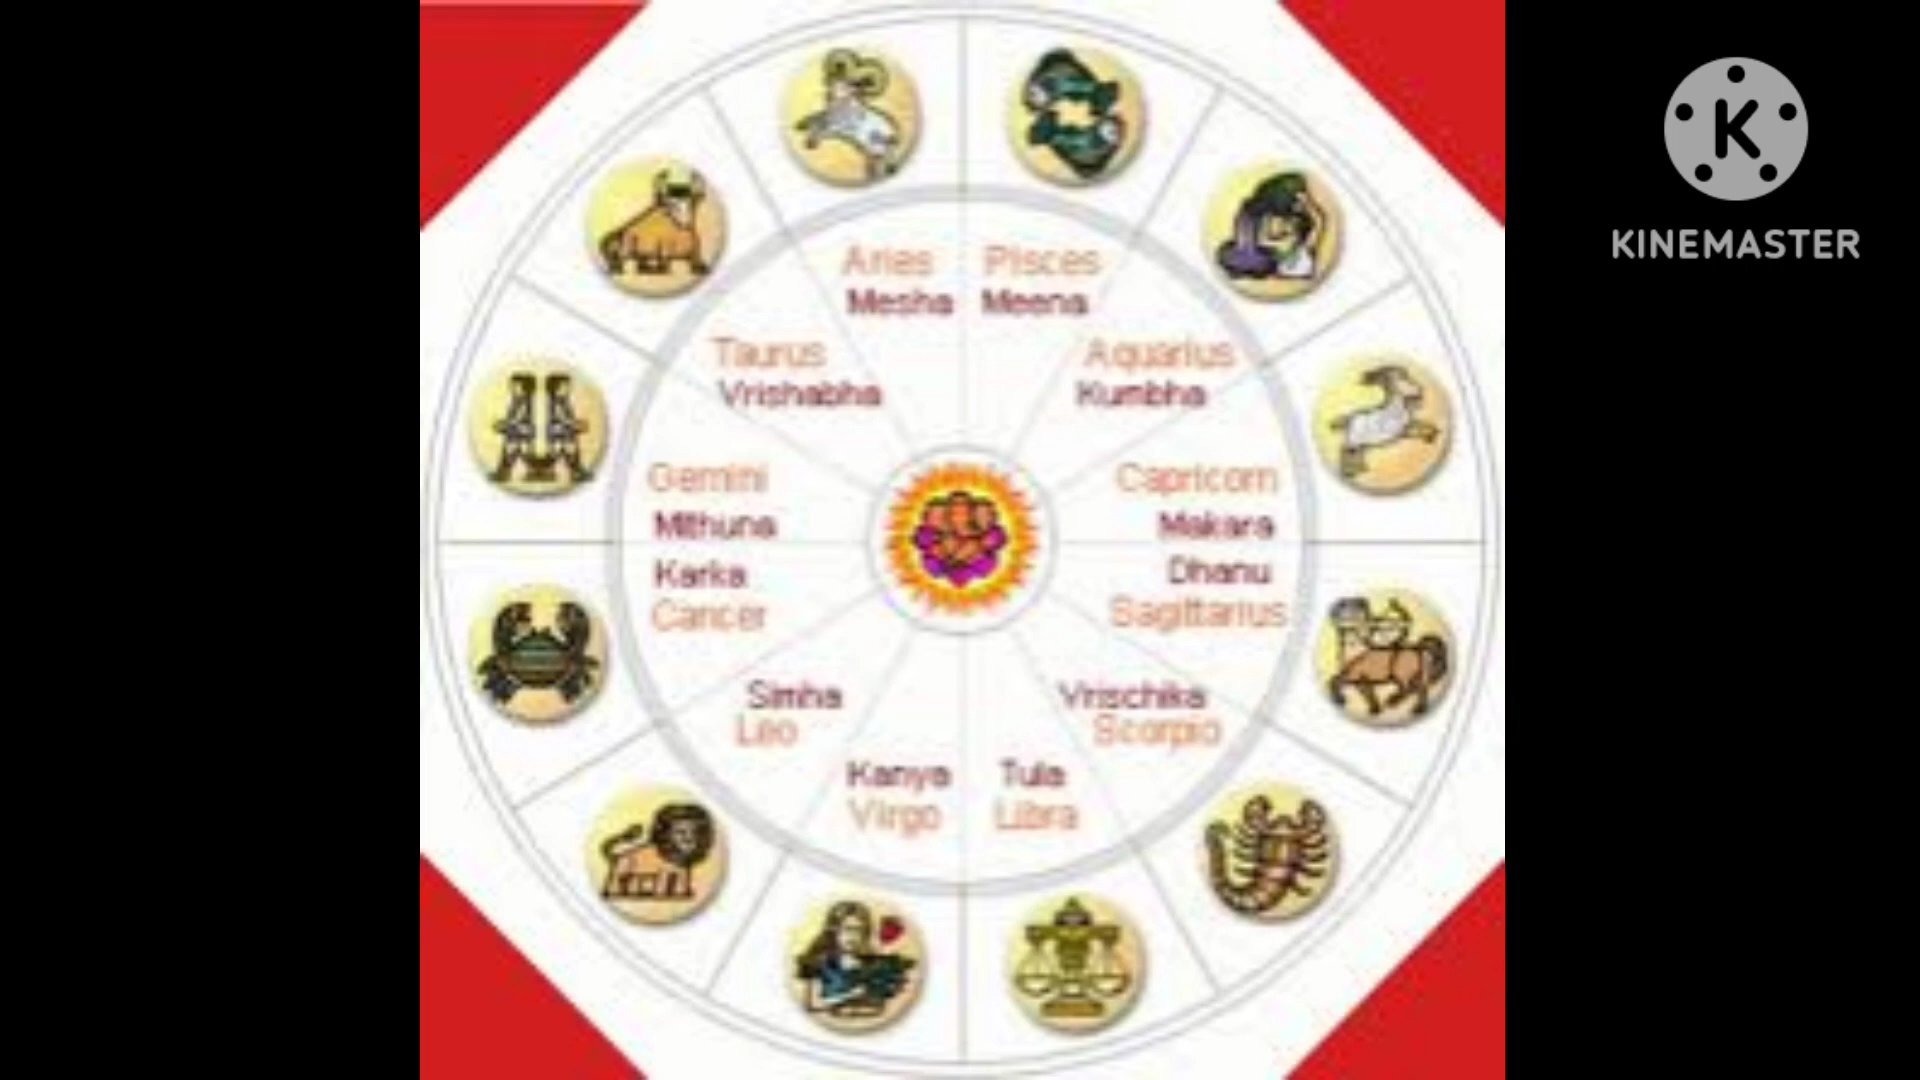 Aries
Mesha
Pisces
Meena
Taurus
Vrishabha
Aquarius
Kumbha
Gemini
Mithuna
Capricorn
Makara
Karka
Cancer
Dhanu
Sagittarius
Simha
Leo
Vrischika
Scorpio
Kanya
Virgo
Tula
Libra
K
KINEMASTER